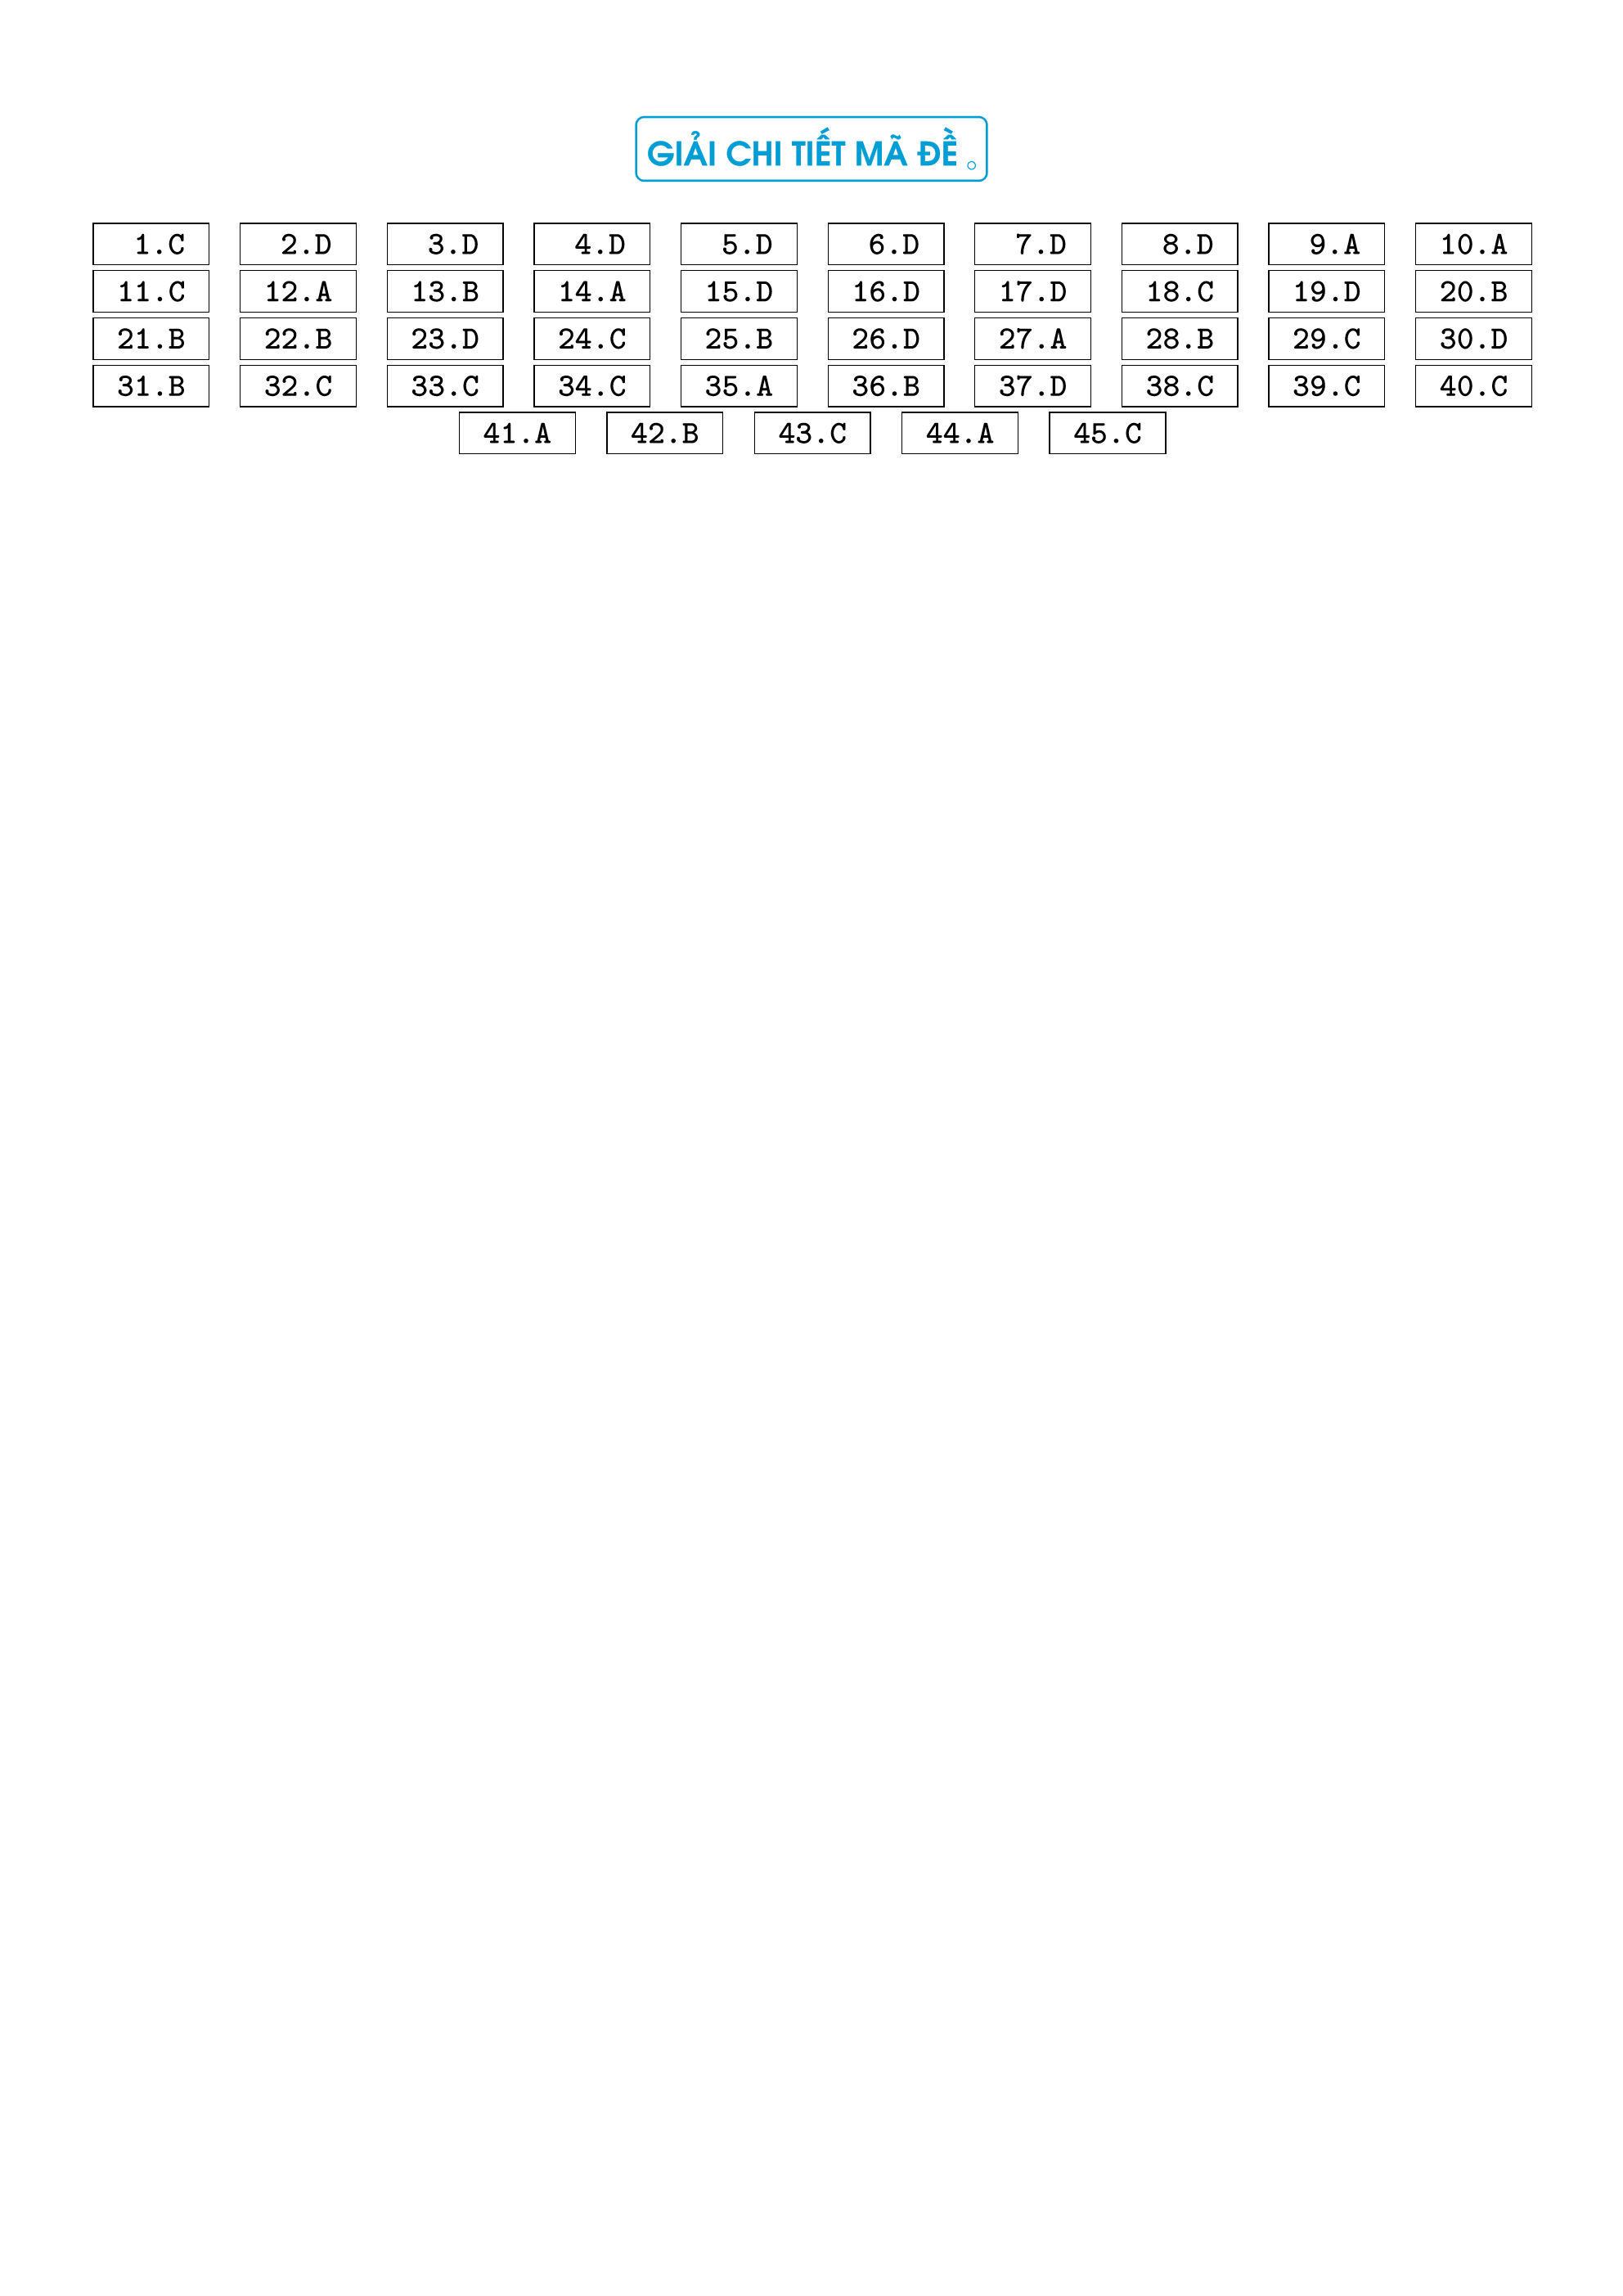 GIẢI CHI TIẾT MÃ ĐỀ
1.C 2.D 3.D 4.D 5.D 6.D 7.D 8.D 9.A 10.A
11.C 12.A 13.B 14.A 15.D 16.D 17.D 18.C 19.D 20.B
21.B 22.B 23.D 24.C 25.B 26.D 27.A 28.B 29.C 30.D
31.B 32.C 33.C 34.C 35.A 36.B 37.D 38.C 39.C 40.C
41.A 42.B 43.C 44.A 45.C